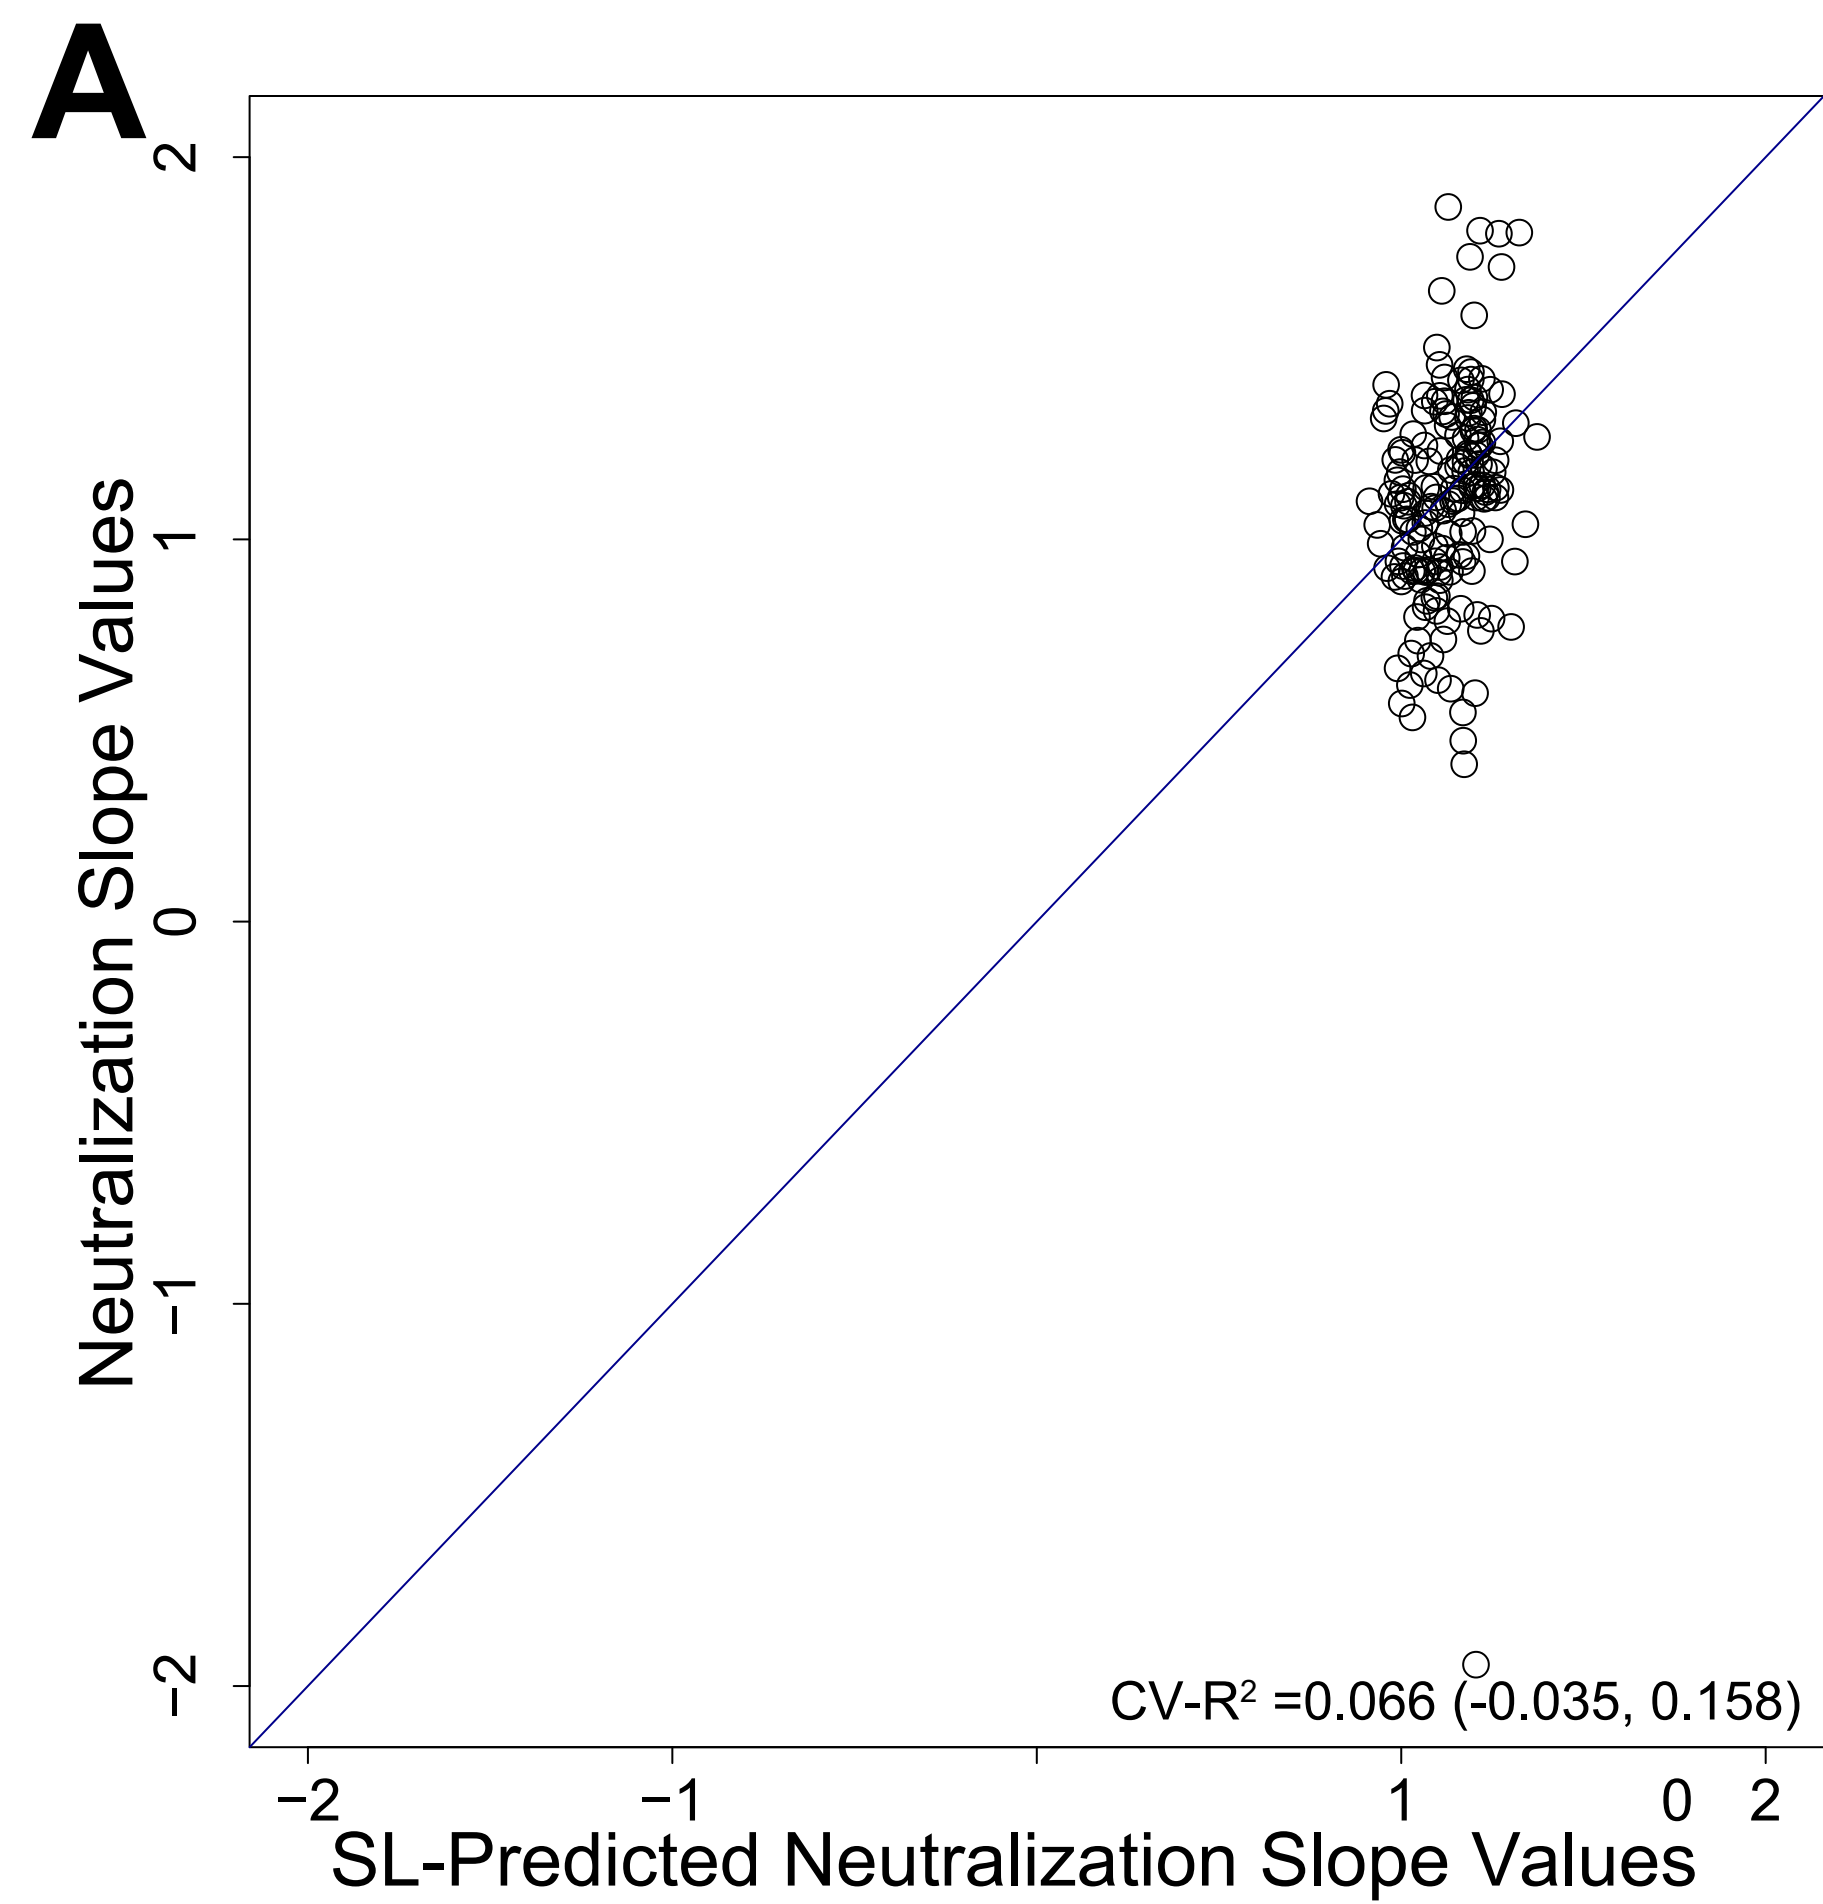 A
2
1
0
−1
−2
Neutralization Slope Values
CV-R² =0.066 (-0.035, 0.158)
−2 −1 1 0 2
SL-Predicted Neutralization Slope Values